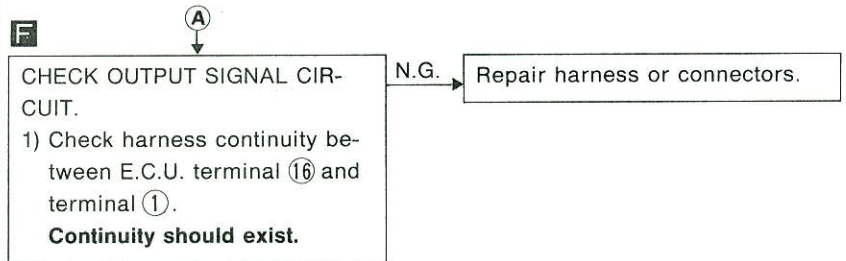 A
F
CHECK OUTPUT SIGNAL CIR-
CUIT.
N.G.
Repair harness or connectors.
1) Check harness continuity be-
tween E.C.U. terminal ⑯ and
terminal ①.
Continuity should exist.